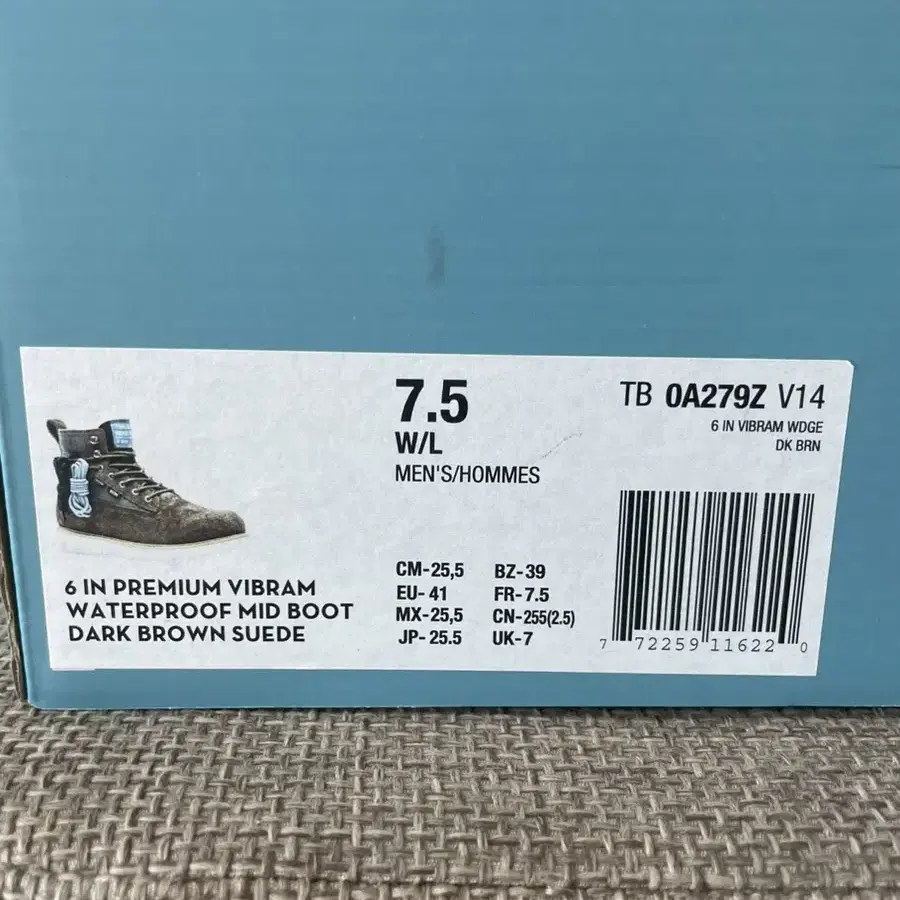 7.5
W/L
MEN'S/HOMMES
TB 0A279Z V14
6 IN VIBRAM WDGE
DK BRN
6 IN PREMIUM VIBRAM
WATERPROOF MID BOOT
DARK BROWN SUEDE
CM-25,5 BZ-39
EU- 41 FR- 7.5
MX-25,5 CN-255(2.5)
JP- 25.5 UK-7
7 72259 11622 0